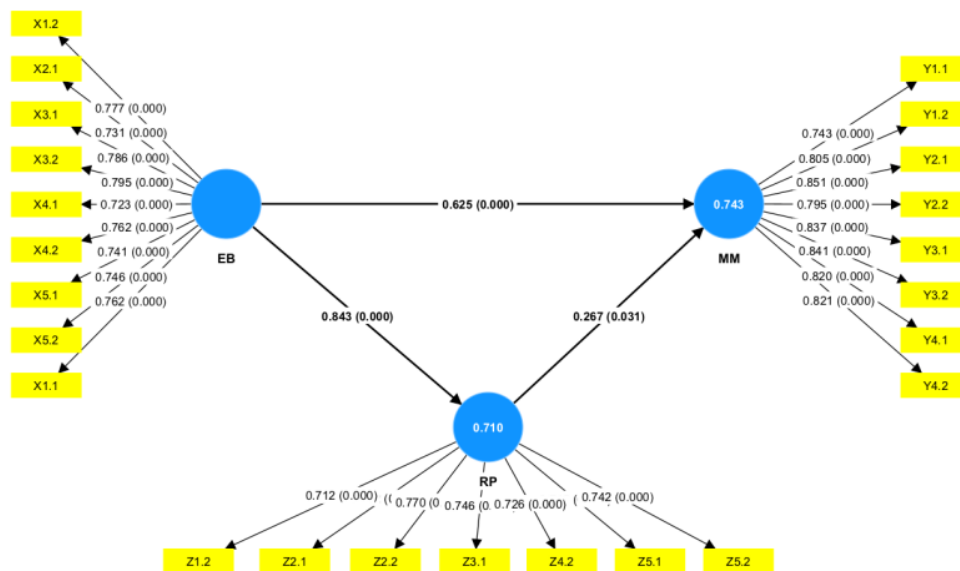 X1.2
X2.1
X3.1
X3.2
X4.1
X4.2
X5.1
X5.2
X1.1
0.777 (0.000)
0.731 (0.000)
0.786 (0.000)
0.795 (0.000)
0.723 (0.000)
0.762 (0.000)
0.741 (0.000)
0.746 (0.000)
0.762 (0.000)
EB
0.625 (0.000)
0.843 (0.000)
0.267 (0.031)
0.743
MM
0.743 (0.000)
0.805 (0.000)
0.851 (0.000)
0.795 (0.000)
0.837 (0.000)
0.841 (0.000)
0.820 (0.000)
0.821 (0.000)
Y1.1
Y1.2
Y2.1
Y2.2
Y3.1
Y3.2
Y4.1
Y4.2
0.710
RP
0.712 (0.000)
0.770
0.746
0.726 (0.000)
0.742 (0.000)
Z1.2
Z2.1
Z2.2
Z3.1
Z4.2
Z5.1
Z5.2